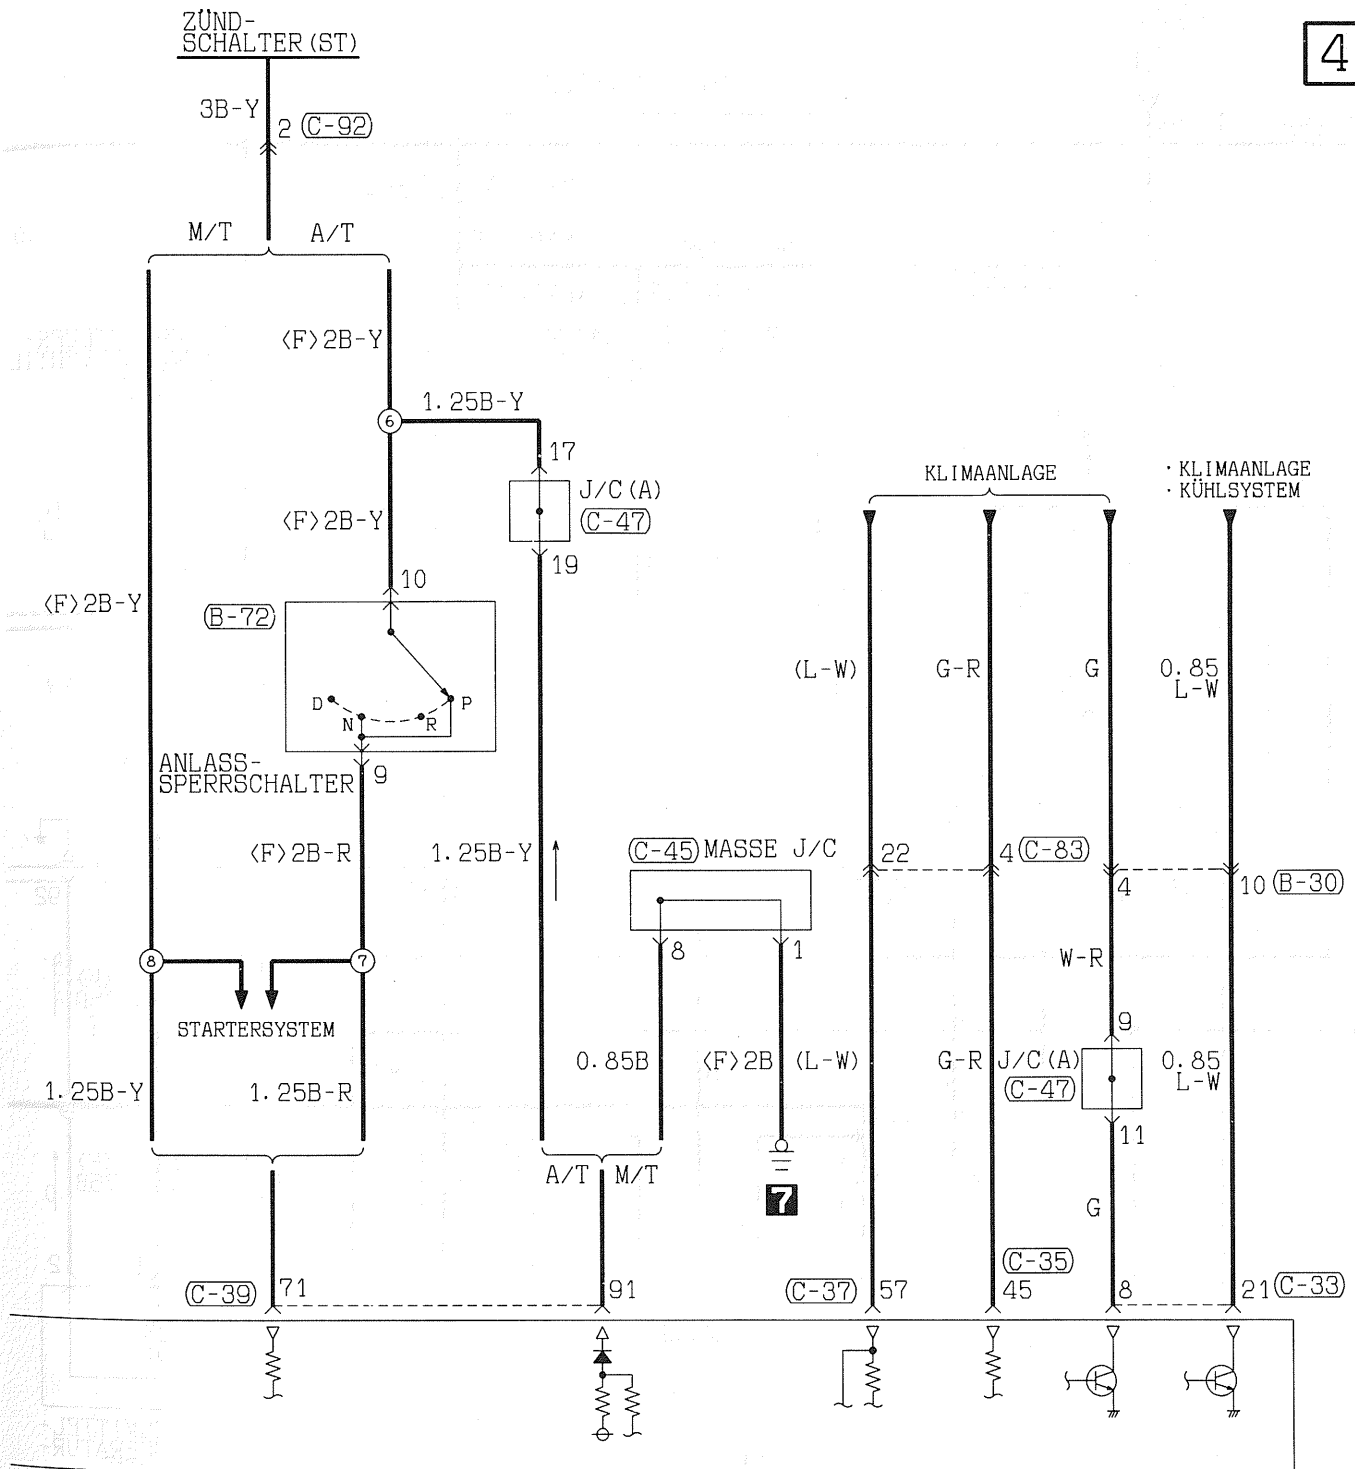 ZÜND-
SCHALTER (ST)
4
3B-Y
2 (C-92)
M/T A/T
<F>2B-Y
1.25B-Y
6
17
KLIMAANLAGE
· KLIMAANLAGE
· KÜHLSYSTEM
J/C (A)
<F>2B-Y
(C-47)
19
10
<F>2B-Y
(B-72)
(L-W) G-R G 0.85
L-W
D P
N R
ANLASS-
SPERRSCHALTER
9
<F>2B-R
1.25B-Y
(C-45) MASSE J/C
22
4 (C-83)
4
10 (B-30)
8 7
8 1
W-R
STARTERSYSTEM
9
0.85B
<F>2B
(L-W)
G-R
J/C (A)
(C-47)
0.85
L-W
1.25B-Y
1.25B-R
11
A/T M/T
7
G
(C-39) 71
91
(C-37) 57
(C-35)
45
8
21 (C-33)